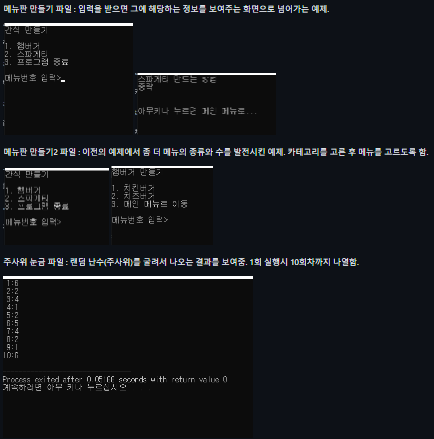 메뉴판 만들기 파일 : 입력을 받으면 그에 해당하는 정보를 보여주는 화면으로 넘어가는 예제.
간식 만들기
1. 햄버거
2. 스파게티
3. 프로그램 종료
메뉴번호 입력>
스파게티 만드는 방법
중략
아무키나 누르면 메인 메뉴로...
메뉴판 만들기2 파일 : 이전의 예제에서 좀 더 메뉴의 종류와 수를 발전시킨 예제. 카테고리를 고른 후 메뉴를 고르도록 함.
간식 만들기
1. 햄버거
2. 스파게티
3. 프로그램 종료
메뉴번호 입력>
햄버거 만들기
1. 치킨버거
2. 치즈버거
3. 메인 메뉴로 이동
메뉴번호 입력>
주사위 눈금 파일 : 랜덤 난수(주사위)를 굴려서 나오는 결과를 보여줌. 1회 실행시 10회차까지 나열함.
1:6
2:2
3:4
4:1
5:2
6:5
7:4
8:2
9:1
10:6
Process exited after 0.05 seconds with return value 0
계속하려면 아무 키나 누르십시오